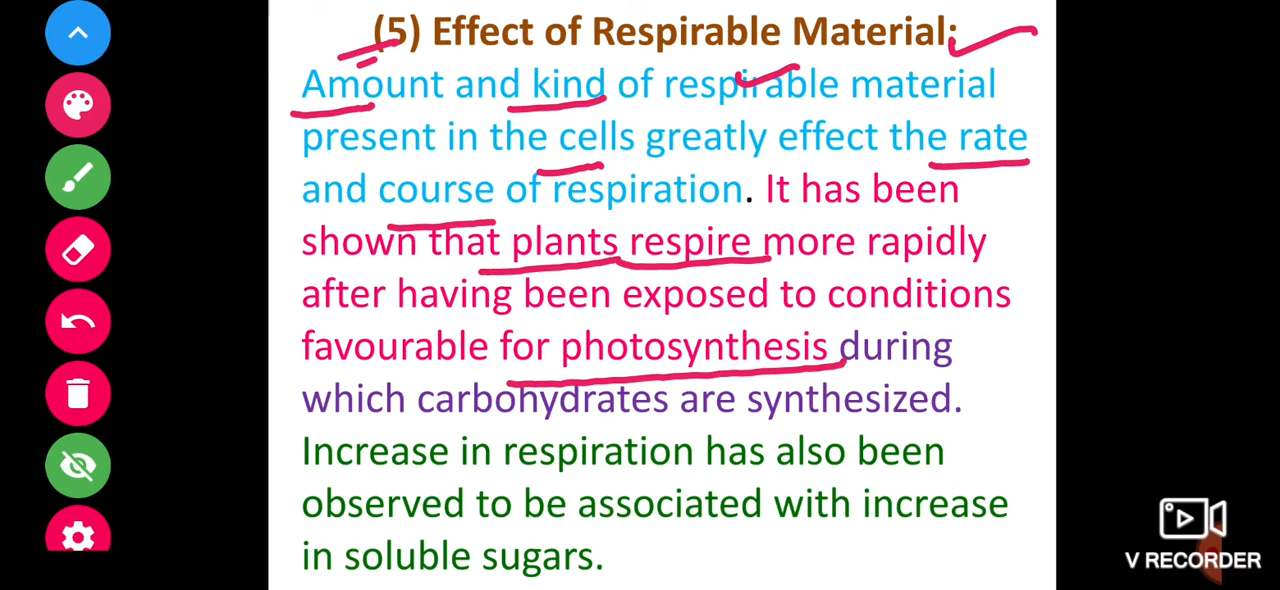 (5) Effect of Respirable Material:
Amount and kind of respirable material
present in the cells greatly effect the rate
and course of respiration. It has been
shown that plants respire more rapidly
after having been exposed to conditions
favourable for photosynthesis during
which carbohydrates are synthesized.
Increase in respiration has also been
observed to be associated with increase
in soluble sugars.
V RECORDER